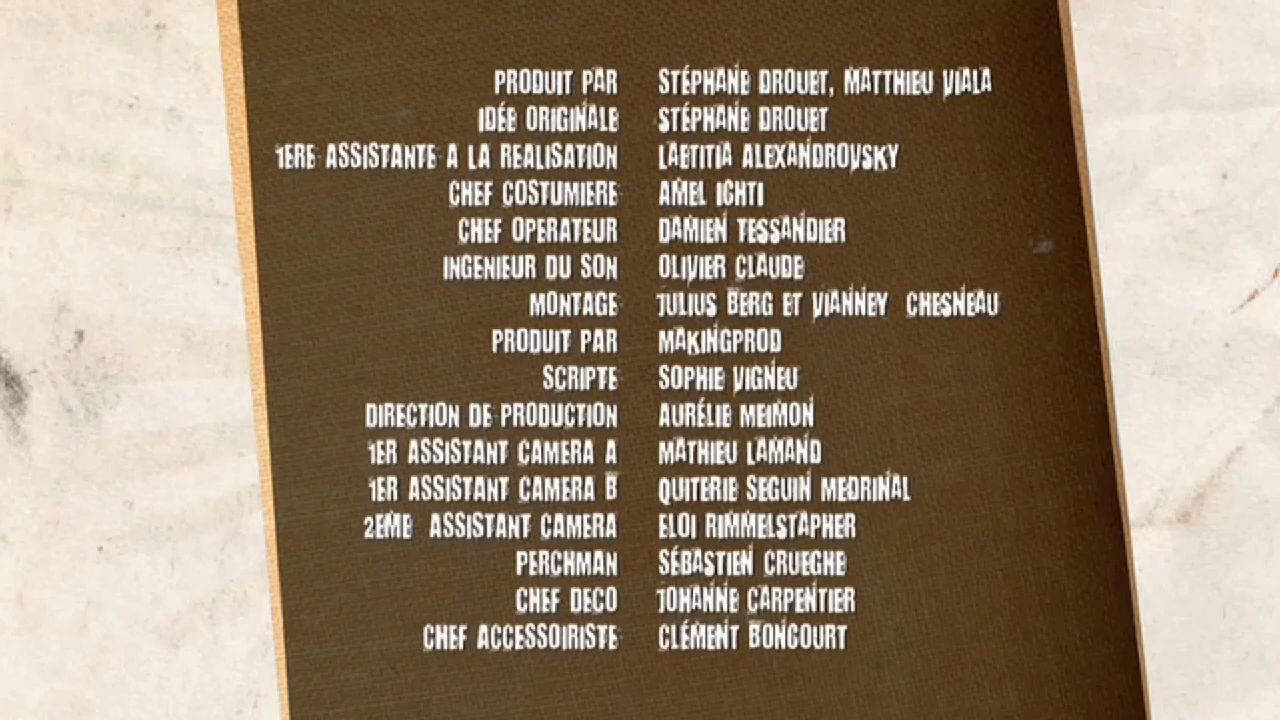 PRODUIT PAR STÉPHANE DROUET, MATTHIEU VIALA
IDÉE ORIGINALE STÉPHANE DROUET
1ERE ASSISTANTE A LA REALISATION LAETITIA ALEXANDROVSKY
CHEF COSTUMIERE AMEL IGHTI
CHEF OPERATEUR DAMIEN TESSANDIER
INGENIEUR DU SON OLIVIER CLAUDE
MONTAGE JULIUS BERG ET VIANNEY CHESNEAU
PRODUIT PAR MAKINGPROD
SCRIPTE SOPHIE VIGNEU
DIRECTION DE PRODUCTION AURÉLIE MEIMON
1ER ASSISTANT CAMERA A MATHIEU LAMAND
1ER ASSISTANT CAMERA B QUITERIE SEGUIN MEDRINAL
2EME ASSISTANT CAMERA ELOI RIMMELSTAPHER
PERCHMAN SÉBASTIEN CRUEGHE
CHEF DECO JOHANNE CARPENTIER
CHEF ACCESSOIRISTE CLÉMENT BONGOURT